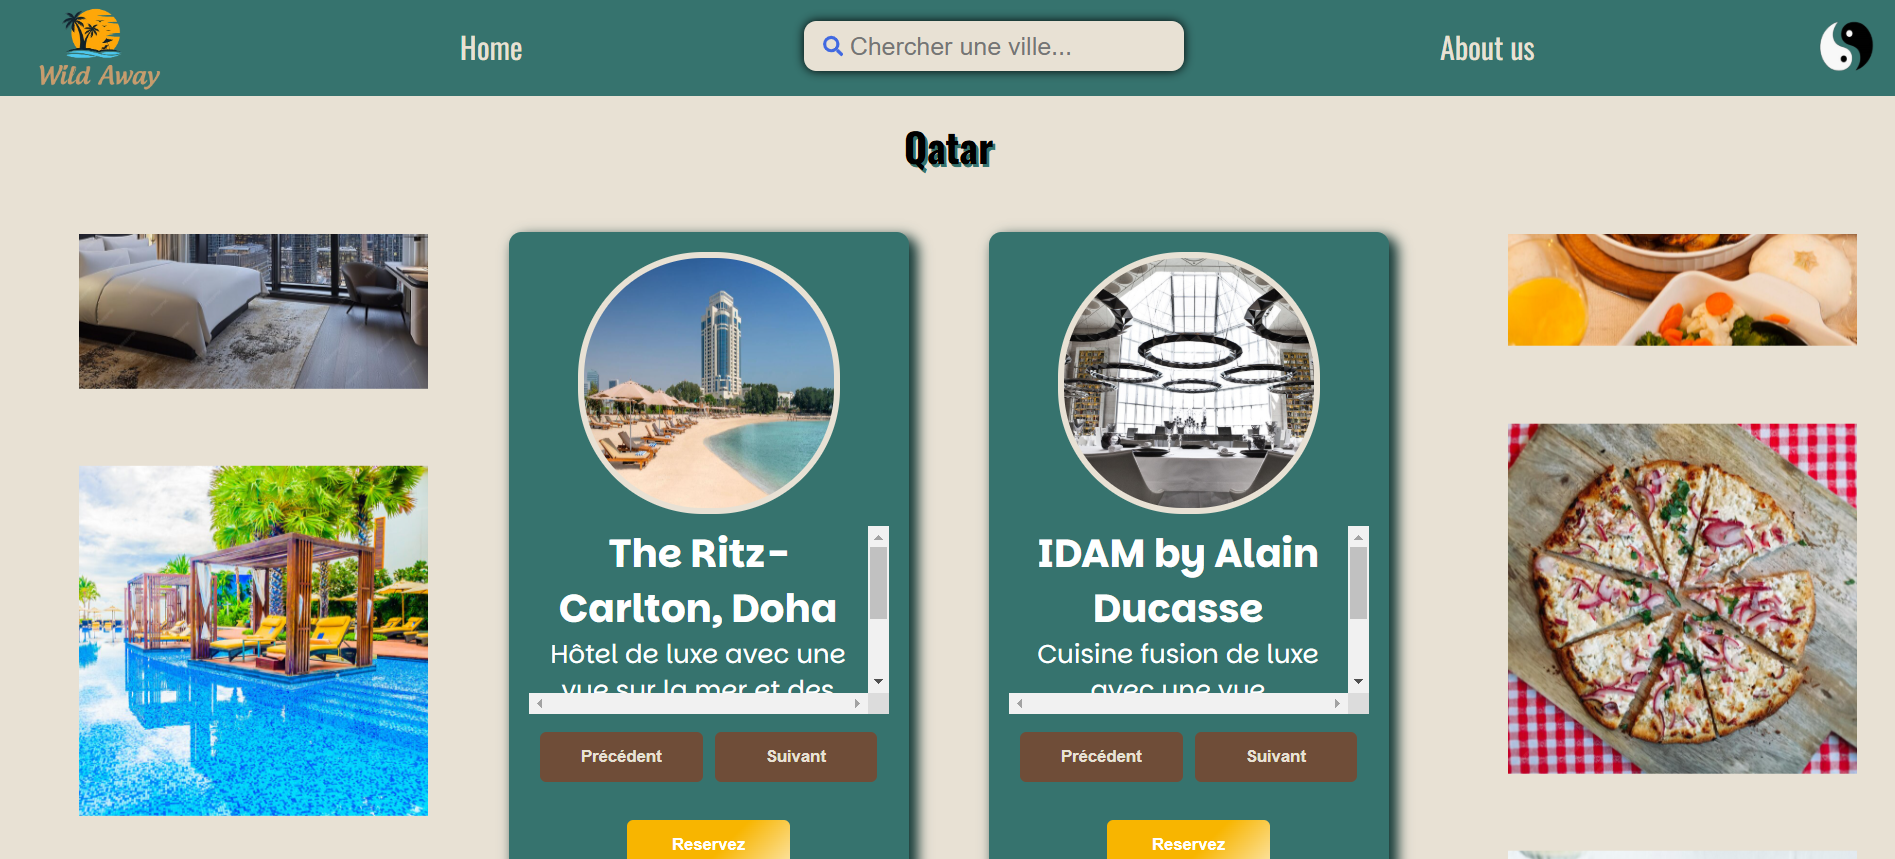 Wild Away
Home
Chercher une ville...
About us
Qatar
The Ritz-
Carlton, Doha
Hôtel de luxe avec une
vue sur la mer et des
Précédent
Suivant
Reservez
IDAM by Alain
Ducasse
Cuisine fusion de luxe
avec une vue
Précédent
Suivant
Reservez